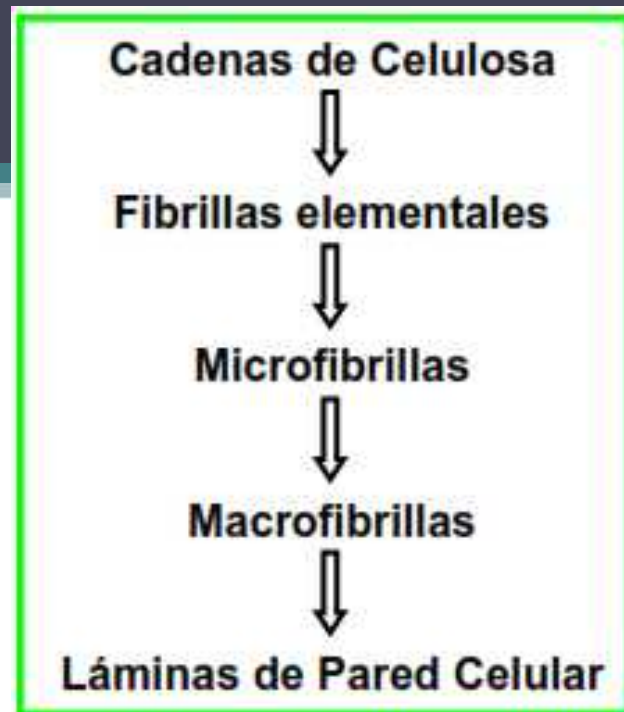 Cadenas de Celulosa
Fibrillas elementales
Microfibrillas
Macrofibrillas
Láminas de Pared Celular